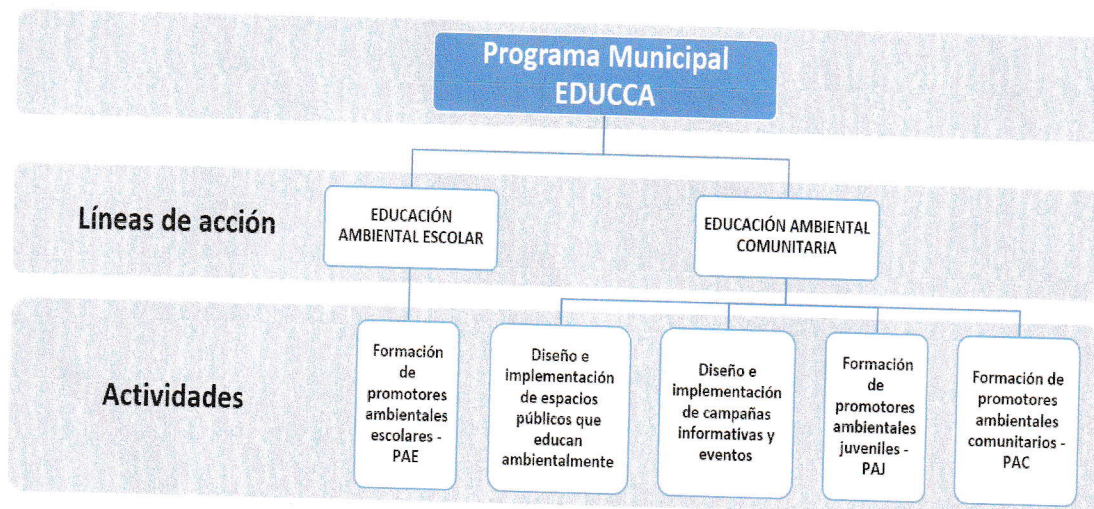 Programa Municipal
EDUCCA
Líneas de acción
EDUCACIÓN
AMBIENTAL ESCOLAR
EDUCACIÓN AMBIENTAL
COMUNITARIA
Actividades
Formación
de
promotores
ambientales
escolares -
PAE
Diseño e
implementación
de espacios
públicos que
educan
ambientalmente
Diseño e
implementación
de campañas
informativas y
eventos
Formación
de
promotores
ambientales
juveniles -
PAJ
Formación de
promotores
ambientales
comunitarios -
PAC